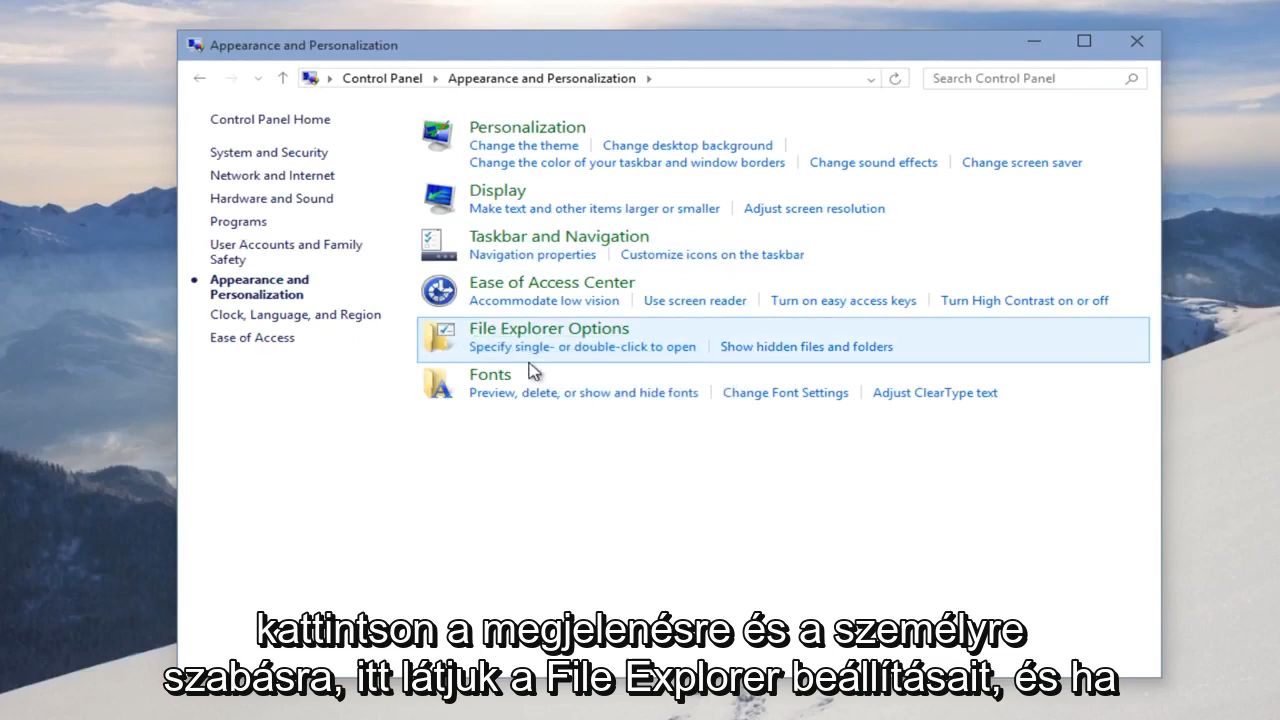 Appearance and Personalization
Control Panel Appearance and Personalization
Search Control Panel
Control Panel Home
System and Security
Network and Internet
Hardware and Sound
Programs
User Accounts and Family
Safety
Appearance and
Personalization
Clock, Language, and Region
Ease of Access
Personalization
Change the theme Change desktop background
Change the color of your taskbar and window borders Change sound effects Change screen saver
Display
Make text and other items larger or smaller Adjust screen resolution
Taskbar and Navigation
Navigation properties Customize icons on the taskbar
Ease of Access Center
Accommodate low vision Use screen reader Turn on easy access keys Turn High Contrast on or off
File Explorer Options
Specify single- or double-click to open Show hidden files and folders
Fonts
Preview, delete, or show and hide fonts Change Font Settings Adjust ClearType text
kattintson a megjelenésre és a személyre
szabásra, itt látjuk a File Explorer beállításait, és ha